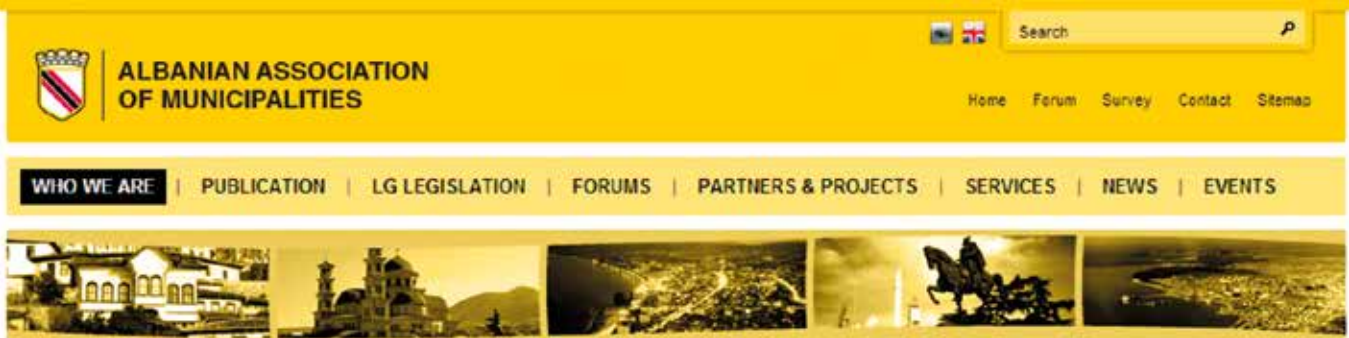 Search
ALBANIAN ASSOCIATION
OF MUNICIPALITIES
Home Forum Survey Contact Sitemap
WHO WE ARE | PUBLICATION | LG LEGISLATION | FORUMS | PARTNERS & PROJECTS | SERVICES | NEWS | EVENTS